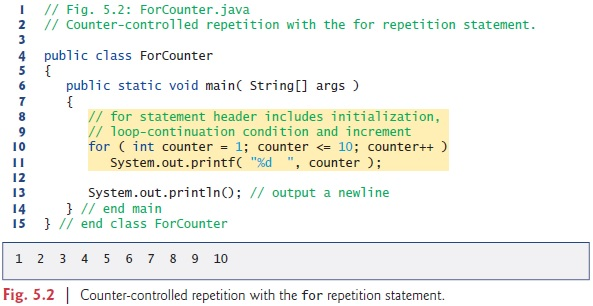 1 // Fig. 5.2: ForCounter.java
2 // Counter-controlled repetition with the for repetition statement.
3
4 public class ForCounter
5 {
6 public static void main( String[] args )
7 {
8 // for statement header includes initialization,
9 // loop-continuation condition and increment
10 for ( int counter = 1; counter <= 10; counter++ )
11 System.out.printf( "%d  ", counter );
12
13 System.out.println(); // output a newline
14 } // end main
15 } // end class ForCounter
1 2 3 4 5 6 7 8 9 10
Fig. 5.2 | Counter-controlled repetition with the for repetition statement.